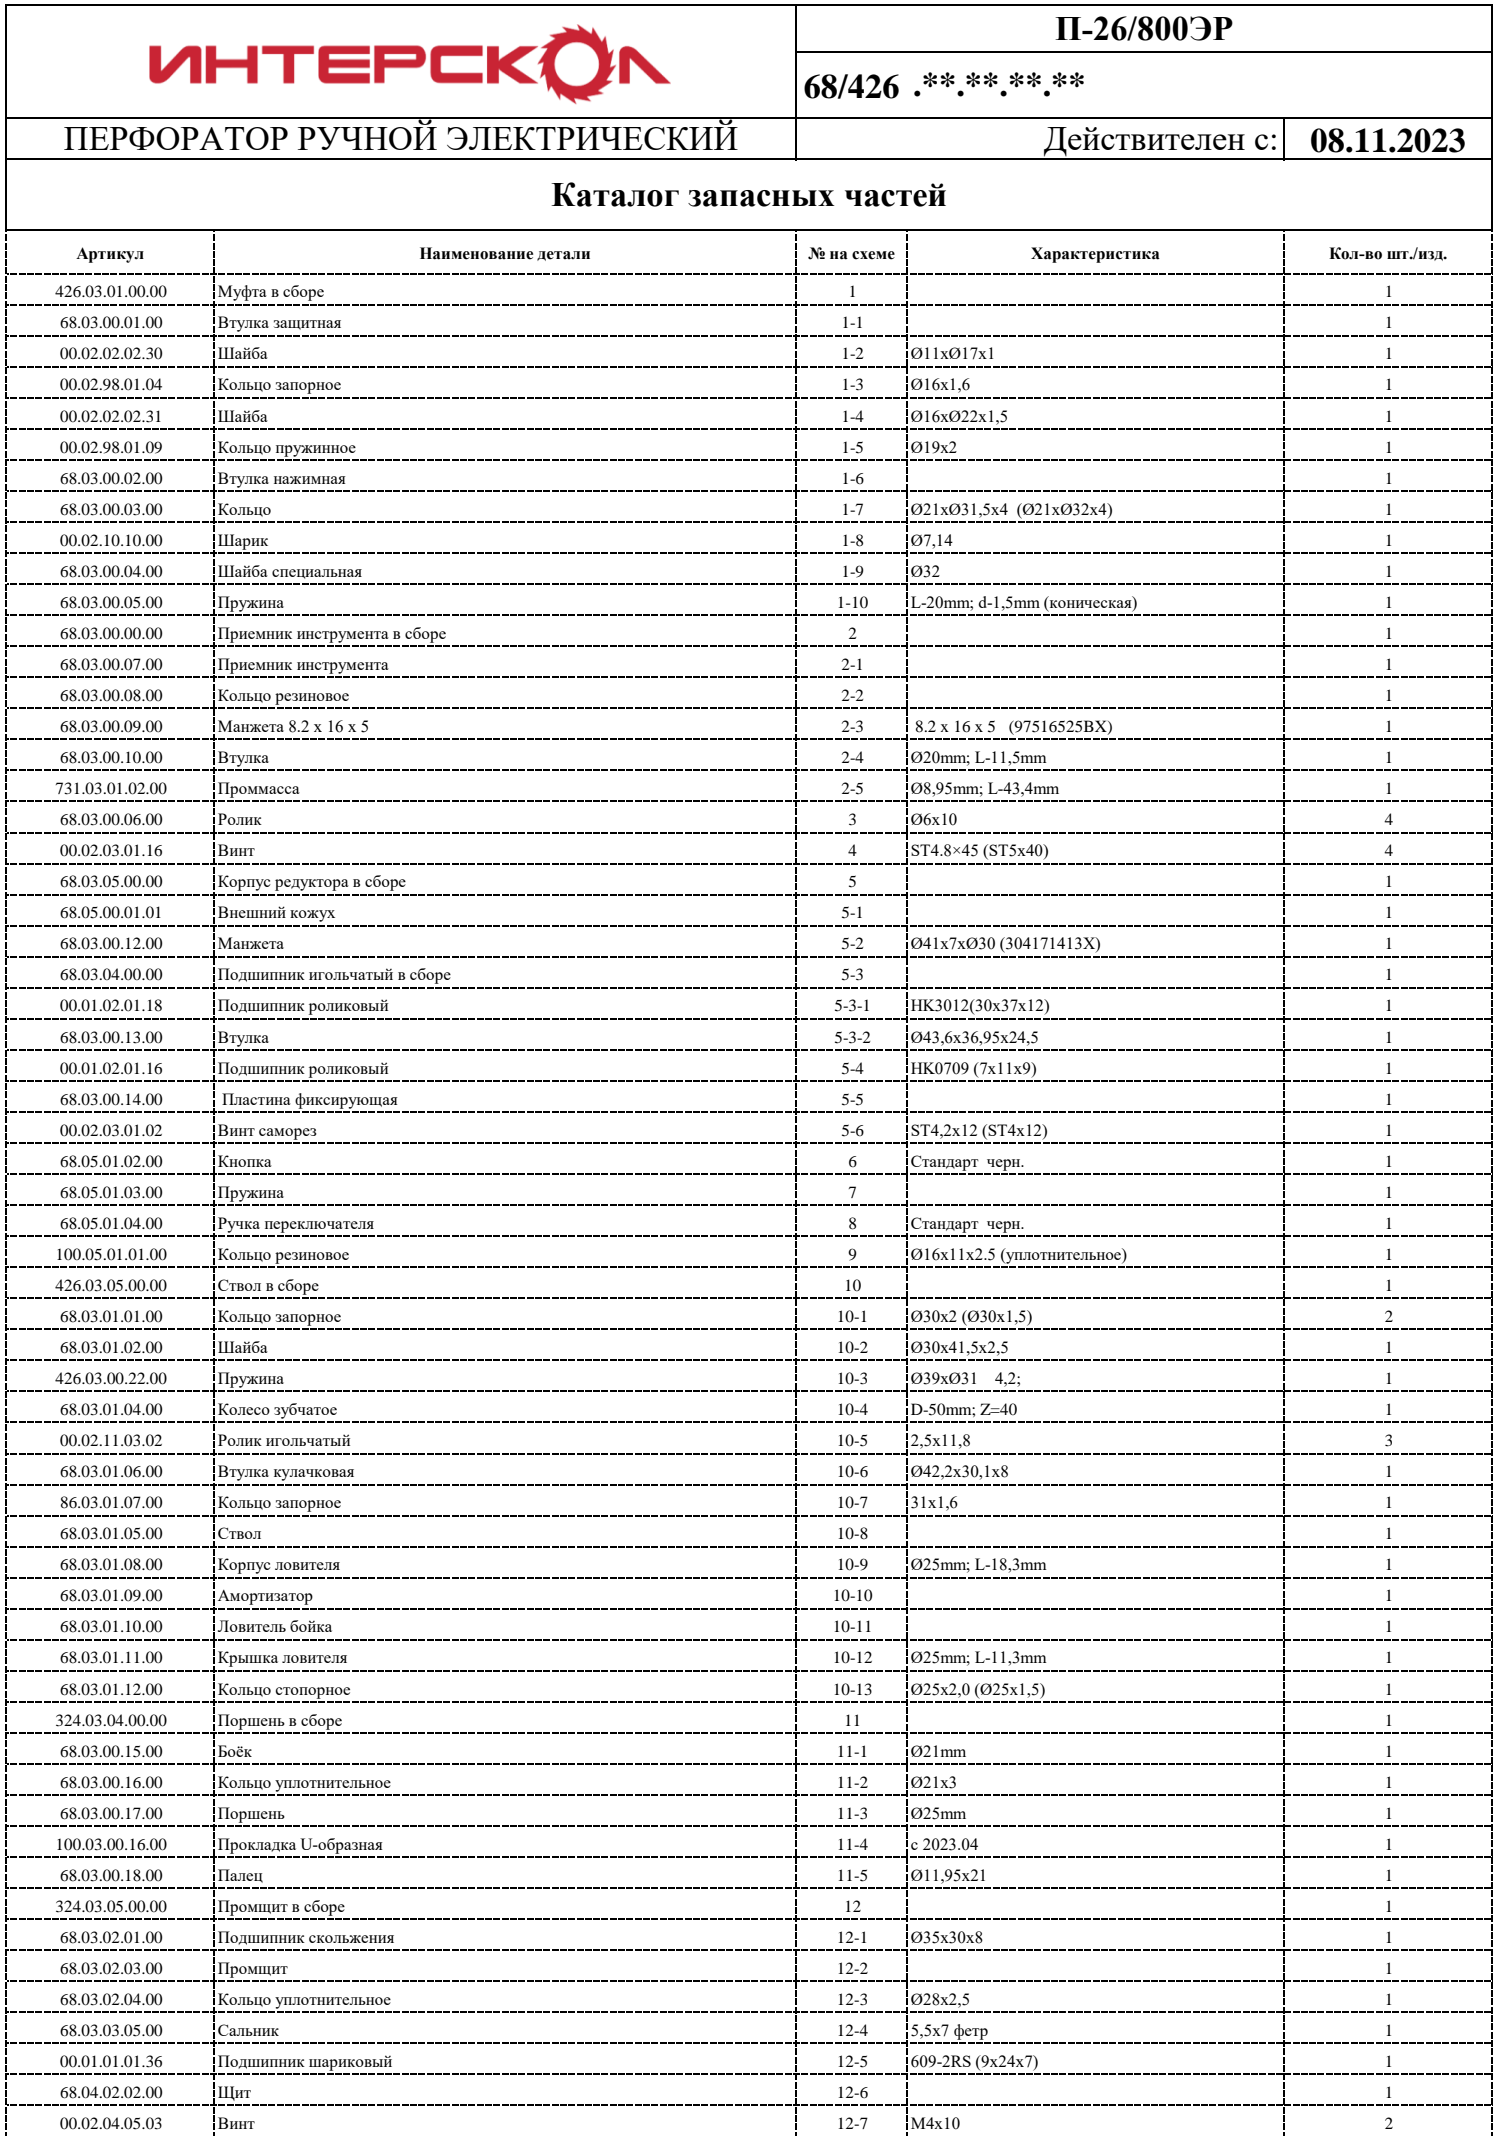 ИНТЕРСКОЛ
П-26/800ЭР
68/426 .**.**.**.**
ПЕРФОРАТОР РУЧНОЙ ЭЛЕКТРИЧЕСКИЙ Действителен с: 08.11.2023
Каталог запасных частей
Артикул Наименование детали № на схеме Характеристика Кол-во шт./изд.
426.03.01.00.00 Муфта в сборе 1 1
68.03.00.01.00 Втулка защитная 1-1 1
00.02.02.02.30 Шайба 1-2 Ø11xØ17x1 1
00.02.98.01.04 Кольцо запорное 1-3 Ø16x1,6 1
00.02.02.02.31 Шайба 1-4 Ø16xØ22x1,5 1
00.02.98.01.09 Кольцо пружинное 1-5 Ø19x2 1
68.03.00.02.00 Втулка нажимная 1-6 1
68.03.00.03.00 Кольцо 1-7 Ø21xØ31,5x4 (Ø21xØ32x4) 1
00.02.10.10.00 Шарик 1-8 Ø7,14 1
68.03.00.04.00 Шайба специальная 1-9 Ø32 1
68.03.00.05.00 Пружина 1-10 L-20mm; d-1,5mm (коническая) 1
68.03.00.00.00 Приемник инструмента в сборе 2 1
68.03.00.07.00 Приемник инструмента 2-1 1
68.03.00.08.00 Кольцо резиновое 2-2 1
68.03.00.09.00 Манжета 8.2 x 16 x 5 2-3 8.2 x 16 x 5 (97516525BX) 1
68.03.00.10.00 Втулка 2-4 Ø20mm; L-11,5mm 1
731.03.01.02.00 Проммасса 2-5 Ø8,95mm; L-43,4mm 1
68.03.00.06.00 Ролик 3 Ø6x10 4
00.02.03.01.16 Винт 4 ST4.8×45 (ST5x40) 4
68.03.05.00.00 Корпус редуктора в сборе 5 1
68.05.00.01.01 Внешний кожух 5-1 1
68.03.00.12.00 Манжета 5-2 Ø41x7xØ30 (304171413X) 1
68.03.04.00.00 Подшипник игольчатый в сборе 5-3 1
00.01.02.01.18 Подшипник роликовый 5-3-1 HK3012(30x37x12) 1
68.03.00.13.00 Втулка 5-3-2 Ø43,6x36,95x24,5 1
00.01.02.01.16 Подшипник роликовый 5-4 HK0709 (7x11x9) 1
68.03.00.14.00 Пластина фиксирующая 5-5 1
00.02.03.01.02 Винт саморез 5-6 ST4,2x12 (ST4x12) 1
68.05.01.02.00 Кнопка 6 Стандарт черн. 1
68.05.01.03.00 Пружина 7 1
68.05.01.04.00 Ручка переключателя 8 Стандарт черн. 1
100.05.01.01.00 Кольцо резиновое 9 Ø16x11x2.5 (уплотнительное) 1
426.03.05.00.00 Ствол в сборе 10 1
68.03.01.01.00 Кольцо запорное 10-1 Ø30x2 (Ø30x1,5) 2
68.03.01.02.00 Шайба 10-2 Ø30x41,5x2,5 1
426.03.00.22.00 Пружина 10-3 Ø39xØ31 4,2; 1
68.03.01.04.00 Колесо зубчатое 10-4 D-50mm; Z=40 1
00.02.11.03.02 Ролик игольчатый 10-5 2,5x11,8 3
68.03.01.06.00 Втулка кулачковая 10-6 Ø42,2x30,1x8 1
86.03.01.07.00 Кольцо запорное 10-7 31x1,6 1
68.03.01.05.00 Ствол 10-8 1
68.03.01.08.00 Корпус ловителя 10-9 Ø25mm; L-18,3mm 1
68.03.01.09.00 Амортизатор 10-10 1
68.03.01.10.00 Ловитель бойка 10-11 1
68.03.01.11.00 Крышка ловителя 10-12 Ø25mm; L-11,3mm 1
68.03.01.12.00 Кольцо стопорное 10-13 Ø25x2,0 (Ø25x1,5) 1
324.03.04.00.00 Поршень в сборе 11 1
68.03.00.15.00 Боёк 11-1 Ø21mm 1
68.03.00.16.00 Кольцо уплотнительное 11-2 Ø21x3 1
68.03.00.17.00 Поршень 11-3 Ø25mm 1
100.03.00.16.00 Прокладка U-образная 11-4 с 2023.04 1
68.03.00.18.00 Палец 11-5 Ø11,95x21 1
324.03.05.00.00 Промщит в сборе 12 1
68.03.02.01.00 Подшипник скольжения 12-1 Ø35x30x8 1
68.03.02.03.00 Промщит 12-2 1
68.03.02.04.00 Кольцо уплотнительное 12-3 Ø28x2,5 1
68.03.03.05.00 Сальник 12-4 5,5x7 фетр 1
00.01.01.01.36 Подшипник шариковый 12-5 609-2RS (9x24x7) 1
68.04.02.02.00 Щит 12-6 1
00.02.04.05.03 Винт 12-7 M4x10 2